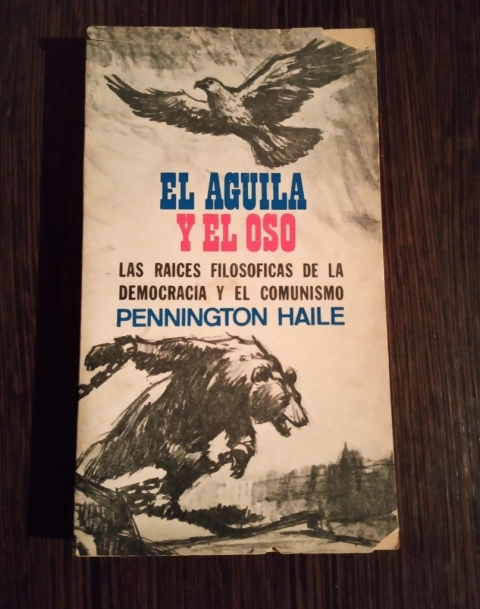 EL AGUILA
Y EL OSO
LAS RAICES FILOSOFICAS DE LA
DEMOCRACIA Y EL COMUNISMO
PENNINGTON HAILE